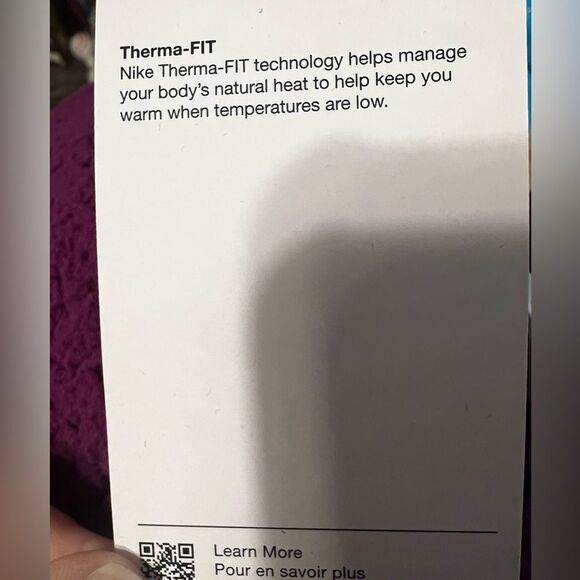 Therma-FIT
Nike Therma-FIT technology helps manage
your body's natural heat to help keep you
warm when temperatures are low.
Learn More
Pour en savoir plus